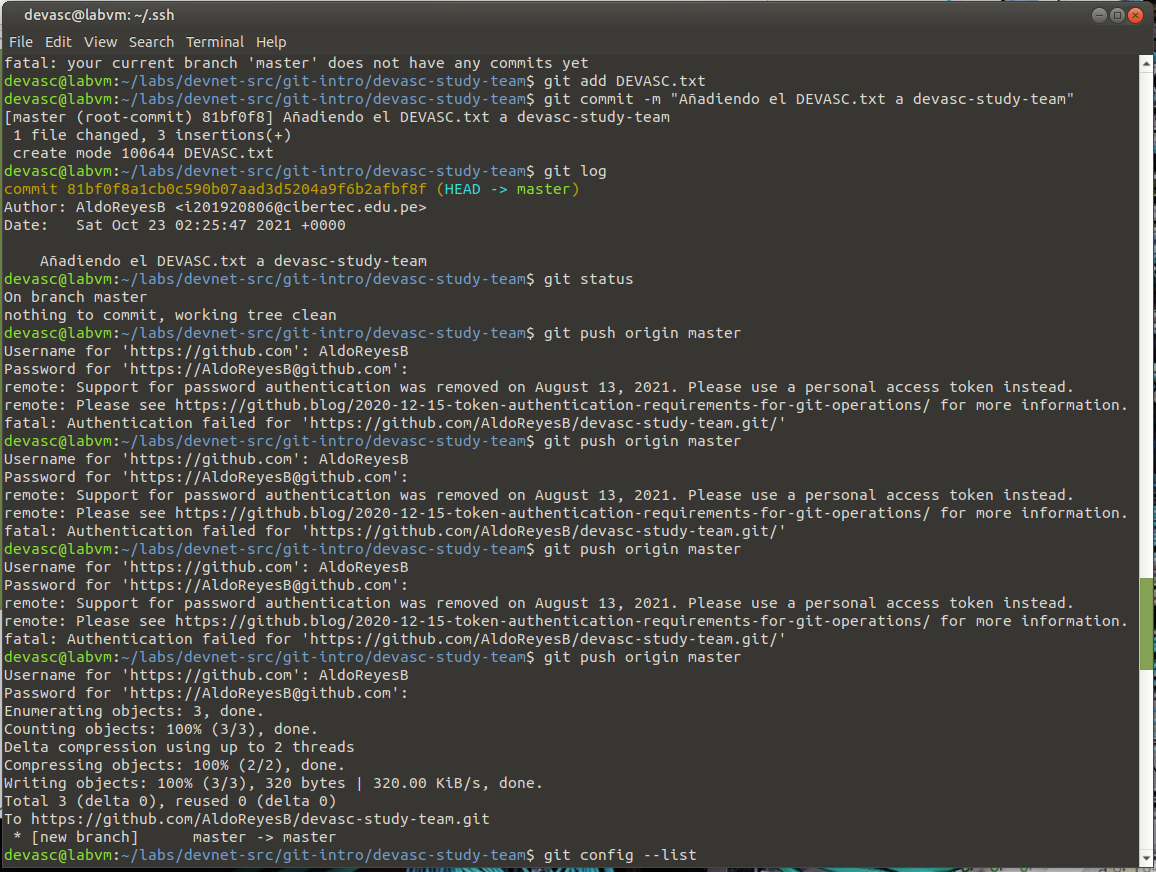 devasc@labvm: ~/.ssh
File Edit View Search Terminal Help
fatal: your current branch 'master' does not have any commits yet
devasc@labvm:~/labs/devnet-src/git-intro/devasc-study-team$ git add DEVASC.txt
devasc@labvm:~/labs/devnet-src/git-intro/devasc-study-team$ git commit -m "Añadiendo el DEVASC.txt a devasc-study-team"
[master (root-commit) 81bf0f8] Añadiendo el DEVASC.txt a devasc-study-team
 1 file changed, 3 insertions(+)
 create mode 100644 DEVASC.txt
devasc@labvm:~/labs/devnet-src/git-intro/devasc-study-team$ git log
commit 81bf0f8a1cb0c590b07aad3d5204a9f6b2afbf8f (HEAD -> master)
Author: AldoReyesB <i201920806@cibertec.edu.pe>
Date:   Sat Oct 23 02:25:47 2021 +0000

    Añadiendo el DEVASC.txt a devasc-study-team
devasc@labvm:~/labs/devnet-src/git-intro/devasc-study-team$ git status
On branch master
nothing to commit, working tree clean
devasc@labvm:~/labs/devnet-src/git-intro/devasc-study-team$ git push origin master
Username for 'https://github.com': AldoReyesB
Password for 'https://AldoReyesB@github.com':
remote: Support for password authentication was removed on August 13, 2021. Please use a personal access token instead.
remote: Please see https://github.blog/2020-12-15-token-authentication-requirements-for-git-operations/ for more information.
fatal: Authentication failed for 'https://github.com/AldoReyesB/devasc-study-team.git/'
devasc@labvm:~/labs/devnet-src/git-intro/devasc-study-team$ git push origin master
Username for 'https://github.com': AldoReyesB
Password for 'https://AldoReyesB@github.com':
remote: Support for password authentication was removed on August 13, 2021. Please use a personal access token instead.
remote: Please see https://github.blog/2020-12-15-token-authentication-requirements-for-git-operations/ for more information.
fatal: Authentication failed for 'https://github.com/AldoReyesB/devasc-study-team.git/'
devasc@labvm:~/labs/devnet-src/git-intro/devasc-study-team$ git push origin master
Username for 'https://github.com': AldoReyesB
Password for 'https://AldoReyesB@github.com':
remote: Support for password authentication was removed on August 13, 2021. Please use a personal access token instead.
remote: Please see https://github.blog/2020-12-15-token-authentication-requirements-for-git-operations/ for more information.
fatal: Authentication failed for 'https://github.com/AldoReyesB/devasc-study-team.git/'
devasc@labvm:~/labs/devnet-src/git-intro/devasc-study-team$ git push origin master
Username for 'https://github.com': AldoReyesB
Password for 'https://AldoReyesB@github.com':
Enumerating objects: 3, done.
Counting objects: 100% (3/3), done.
Delta compression using up to 2 threads
Compressing objects: 100% (2/2), done.
Writing objects: 100% (3/3), 320 bytes | 320.00 KiB/s, done.
Total 3 (delta 0), reused 0 (delta 0)
To https://github.com/AldoReyesB/devasc-study-team.git
 * [new branch]      master -> master
devasc@labvm:~/labs/devnet-src/git-intro/devasc-study-team$ git config --list